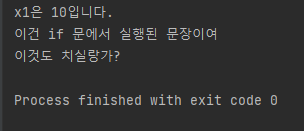 x1은 10입니다.
이건 if 문에서 실행된 문장이여
이것도 치실랑가?
Process finished with exit code 0